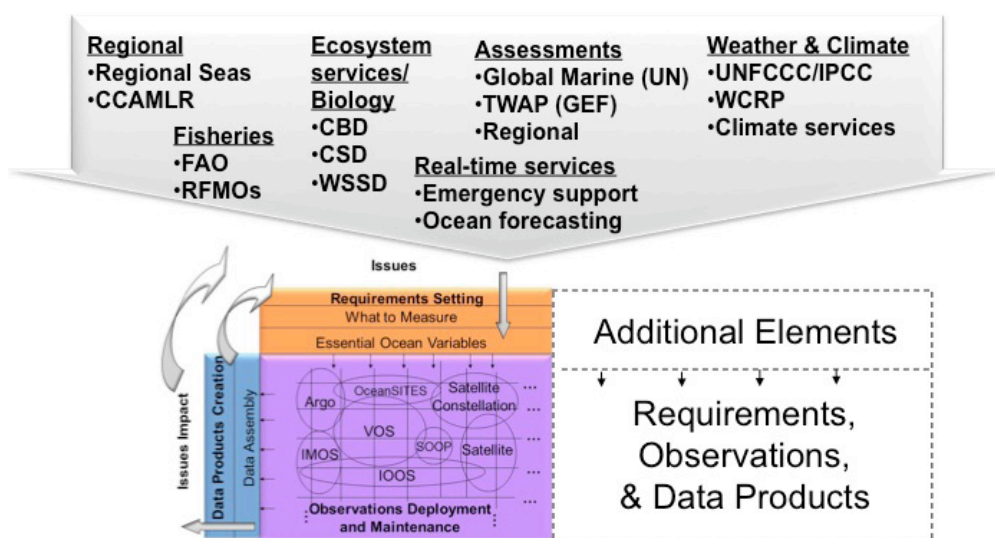 Regional
•Regional Seas
•CCAMLR
Fisheries
•FAO
•RFMOs
Ecosystem
services/
Biology
•CBD
•CSD
•WSSD
Assessments
•Global Marine (UN)
•TWAP (GEF)
•Regional
Real-time services
•Emergency support
•Ocean forecasting
Weather & Climate
•UNFCCC/IPCC
•WCRP
•Climate services
Issues
Requirements Setting
What to Measure
Essential Ocean Variables
Issues Impact
Data Products Creation
Data Assembly
Argo
OceanSITES
Satellite
Constellation
...
VOS
IMOS
SOOP
Satellite
...
IOOS
...
Observations Deployment
and Maintenance
Additional Elements
Requirements,
Observations,
& Data Products